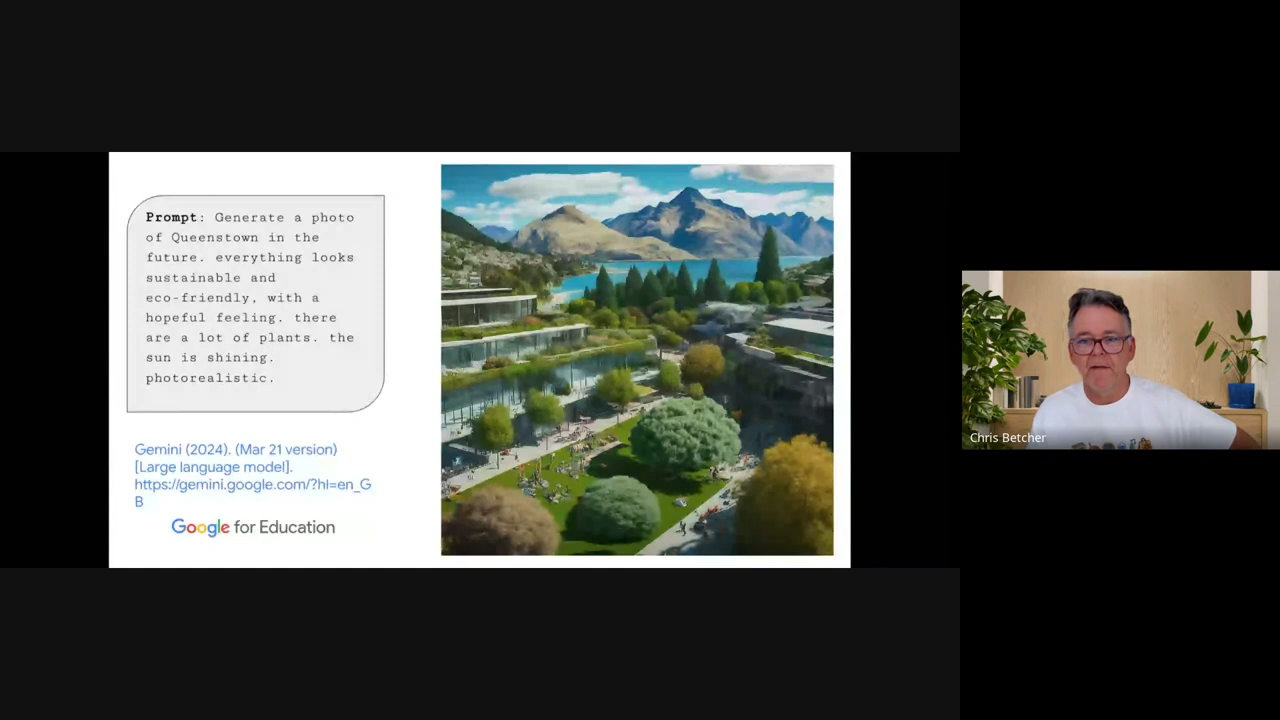 Prompt: Generate a photo
of Queenstown in the
future. everything looks
sustainable and
eco-friendly, with a
hopeful feeling. there
are a lot of plants. the
sun is shining.
photorealistic.
Gemini (2024). (Mar 21 version)
[Large language model].
https://gemini.google.com/?hl=en_G
B
Google for Education
Chris Betcher